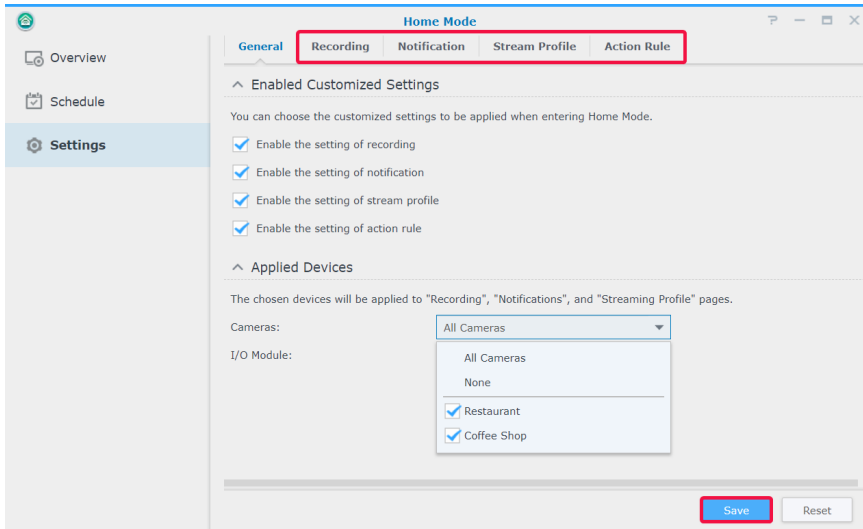 Home Mode
Overview
Schedule
Settings
General Recording Notification Stream Profile Action Rule
Enabled Customized Settings
You can choose the customized settings to be applied when entering Home Mode.
Enable the setting of recording
Enable the setting of notification
Enable the setting of stream profile
Enable the setting of action rule
Applied Devices
The chosen devices will be applied to "Recording", "Notifications", and "Streaming Profile" pages.
Cameras: All Cameras
I/O Module:
All Cameras
None
Restaurant
Coffee Shop
Save Reset